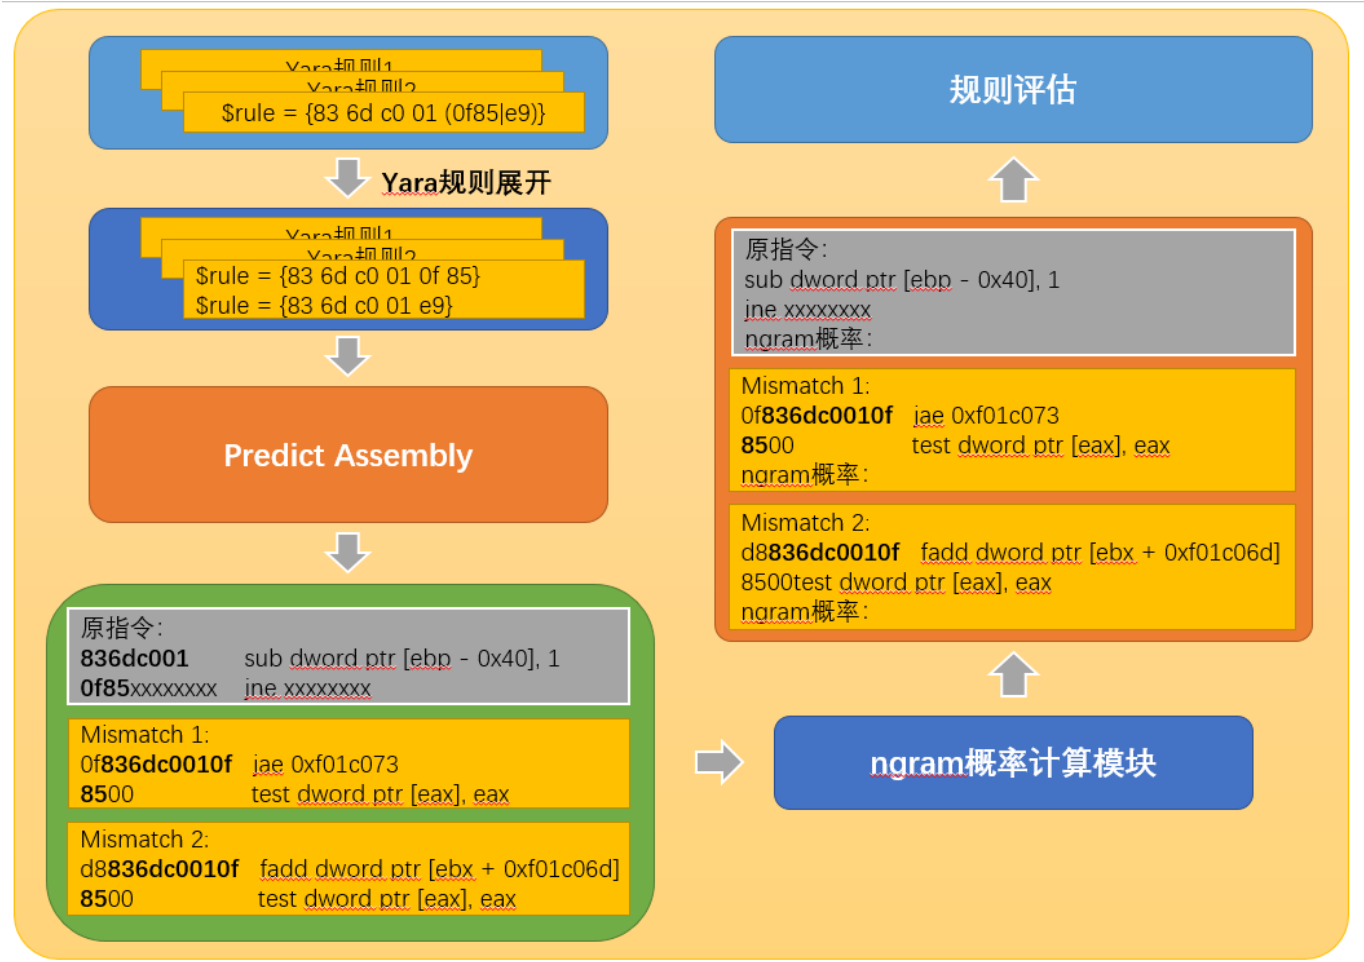 Yara规则1
Yara规则2
$rule = {83 6d c0 01 (0f85|e9)}
Yara规则展开
Yara规则1
Yara规则2
$rule = {83 6d c0 01 0f 85}
$rule = {83 6d c0 01 e9}
Predict Assembly
原指令：
836dc001 sub dword ptr [ebp - 0x40], 1
0f85xxxxxxxx jne xxxxxxxx
Mismatch 1:
0f836dc0010f jae 0xf01c073
8500 test dword ptr [eax], eax
Mismatch 2:
d8836dc0010f fadd dword ptr [ebx + 0xf01c06d]
8500 test dword ptr [eax], eax
ngram概率计算模块
原指令：
sub dword ptr [ebp - 0x40], 1
jne xxxxxxxx
ngram概率：
Mismatch 1:
0f836dc0010f jae 0xf01c073
8500 test dword ptr [eax], eax
ngram概率：
Mismatch 2:
d8836dc0010f fadd dword ptr [ebx + 0xf01c06d]
8500test dword ptr [eax], eax
ngram概率：
规则评估